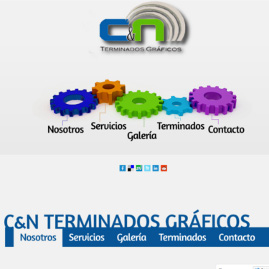 C&N
TERMINADOS GRÁFICOS
Nosotros Servicios Galería Terminados Contacto
C&N TERMINADOS GRÁFICOS
Nosotros Servicios Galería Terminados Contacto